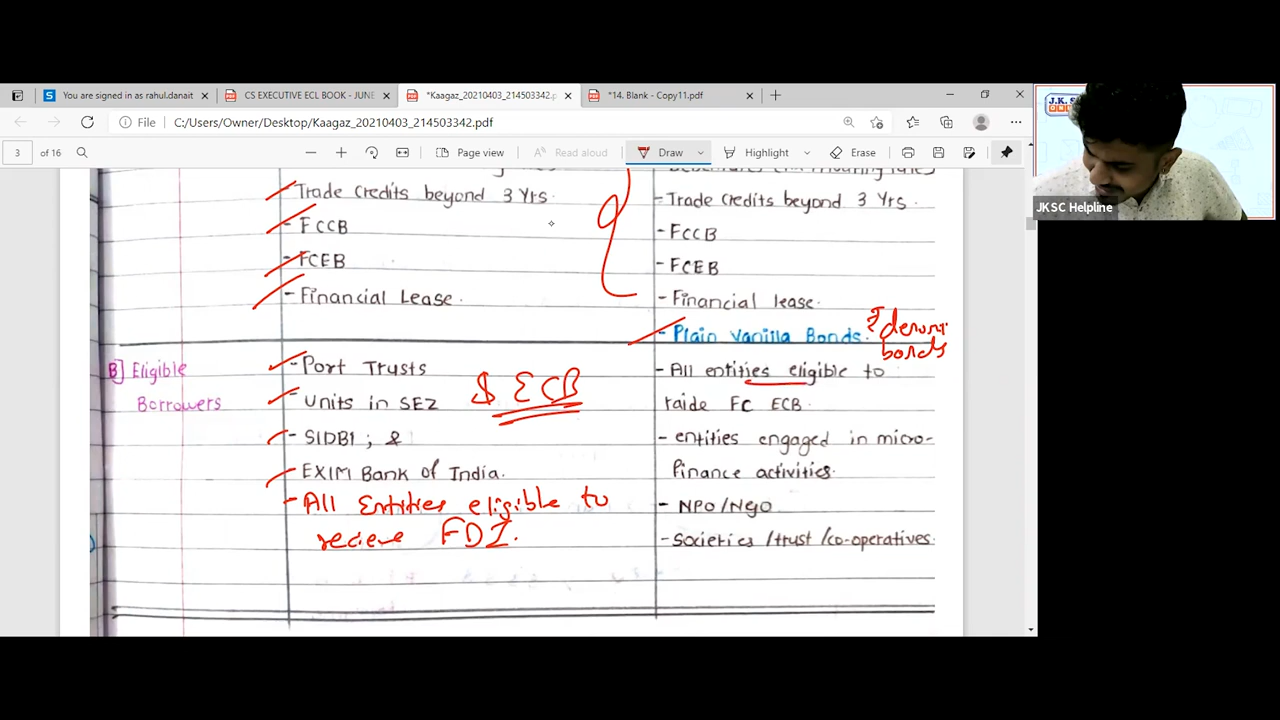 You are signed in as rahul.danait
CS EXECUTIVE ECL BOOK - JUNE
*Kaagaz_20210403_214503342.p
*14. Blank - Copy11.pdf
File
C:/Users/Owner/Desktop/Kaagaz_20210403_214503342.pdf
3 of 16
Page view
Read aloud
Draw
Highlight
Erase
J.K. S
JKSC Helpline
- Trade credits beyond 3 Yrs.
- FCCB
- FCEB
- Financial Lease.
- Trade credits beyond 3 Yrs.
- FCCB
- FCEB
- Financial lease.
- Plain Vanilla Bonds.
₹ denom
bonds
B] Eligible
Borrowers
- Port Trusts
- Units in SEZ
- SIDBI ; &
- EXIM Bank of India.
- All Entities eligible to
recieve FDI.
$ ECB
- All entities eligible to
raide FC ECB.
- entities engaged in micro-
finance activities.
- NPO/NGO
- Societies /trust /co-operatives.